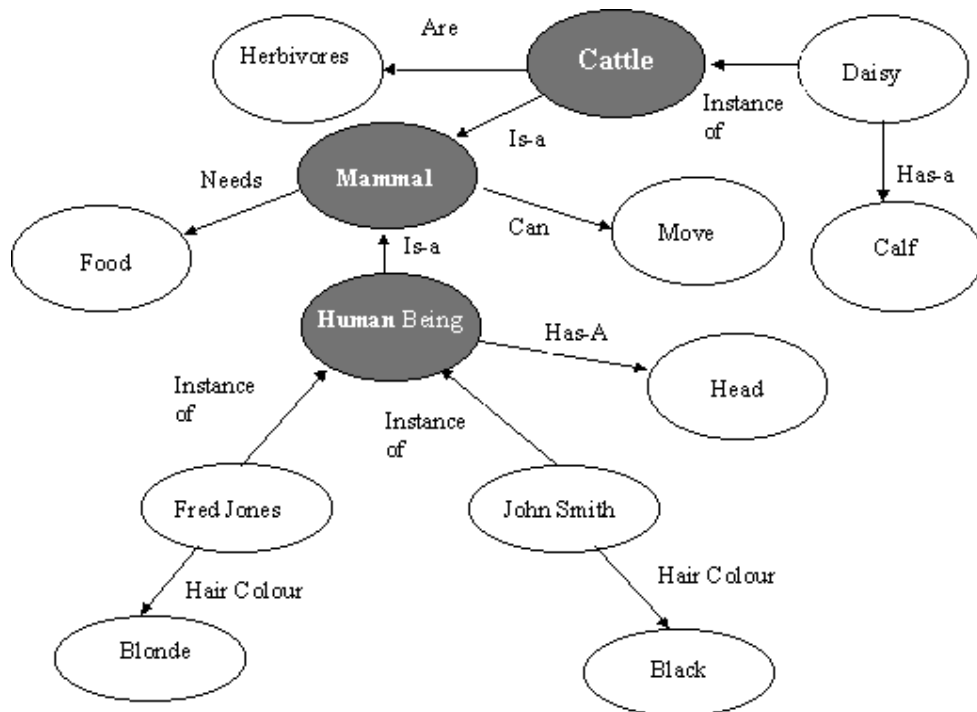 Are
Herbivores
Cattle
Daisy
Instance
of
Is-a
Needs
Mammal
Has-a
Can
Move
Calf
Food
Is-a
Human Being
Has-A
Head
Instance
of
Instance
of
Fred Jones
John Smith
Hair Colour
Hair Colour
Blonde
Black